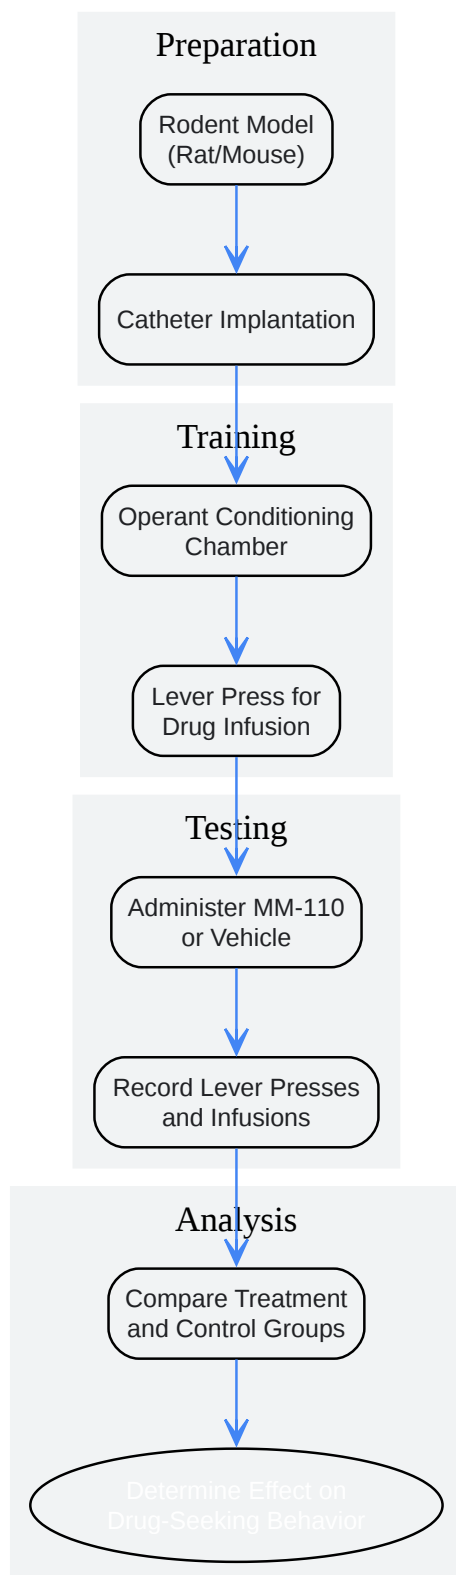 Preparation
Rodent Model
(Rat/Mouse)
Catheter Implantation
Training
Operant Conditioning
Chamber
Lever Press for
Drug Infusion
Testing
Administer MM-110
or Vehicle
Record Lever Presses
and Infusions
Analysis
Compare Treatment
and Control Groups
Determine Effect on
Drug-Seeking Behavior